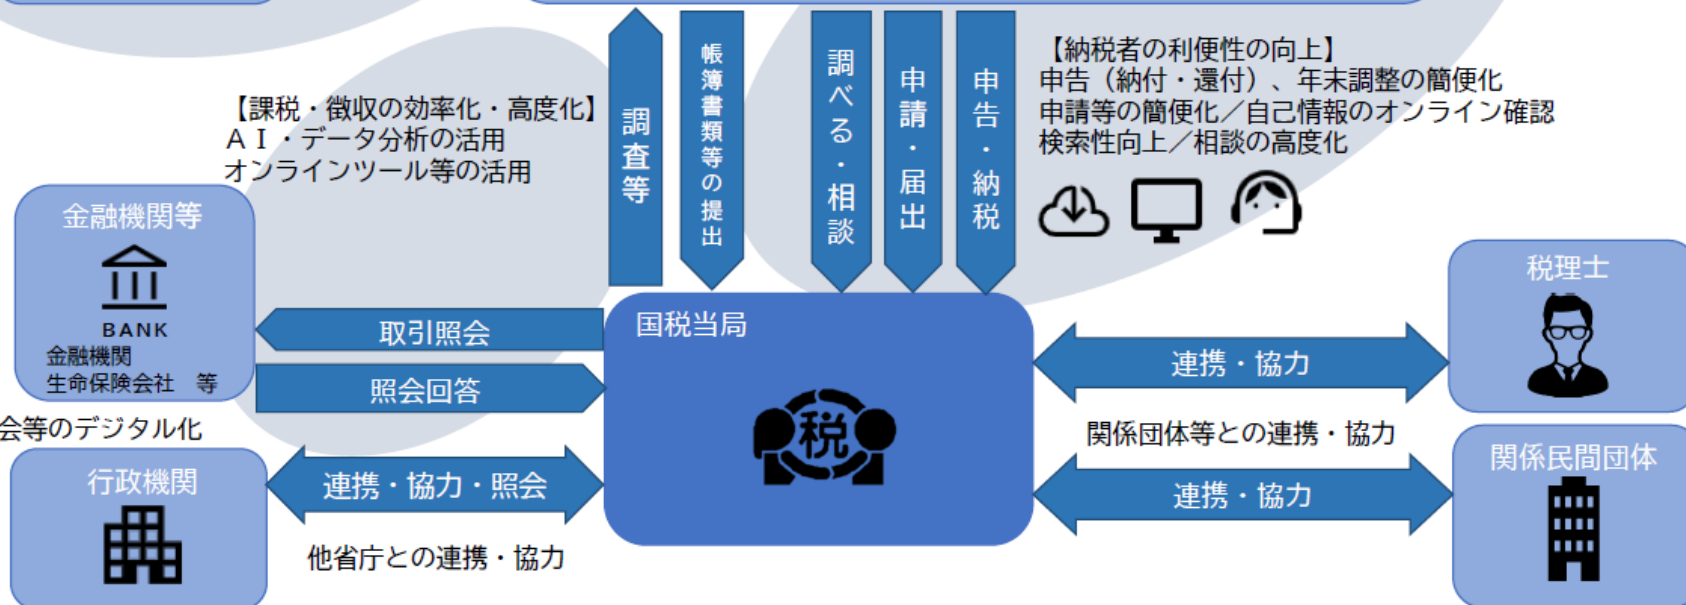 調査等
帳簿書類等の提出
調べる・相談
申請・届出
申告・納税
【納税者の利便性の向上】
申告（納付・還付）、年末調整の簡便化
申請等の簡便化／自己情報のオンライン確認
検索性向上／相談の高度化
【課税・徴収の効率化・高度化】
ＡＩ・データ分析の活用
オンラインツール等の活用
金融機関等
BANK
金融機関
生命保険会社　等
取引照会
照会回答
会等のデジタル化
行政機関
連携・協力・照会
他省庁との連携・協力
国税当局
税
連携・協力
関係団体等との連携・協力
連携・協力
税理士
関係民間団体